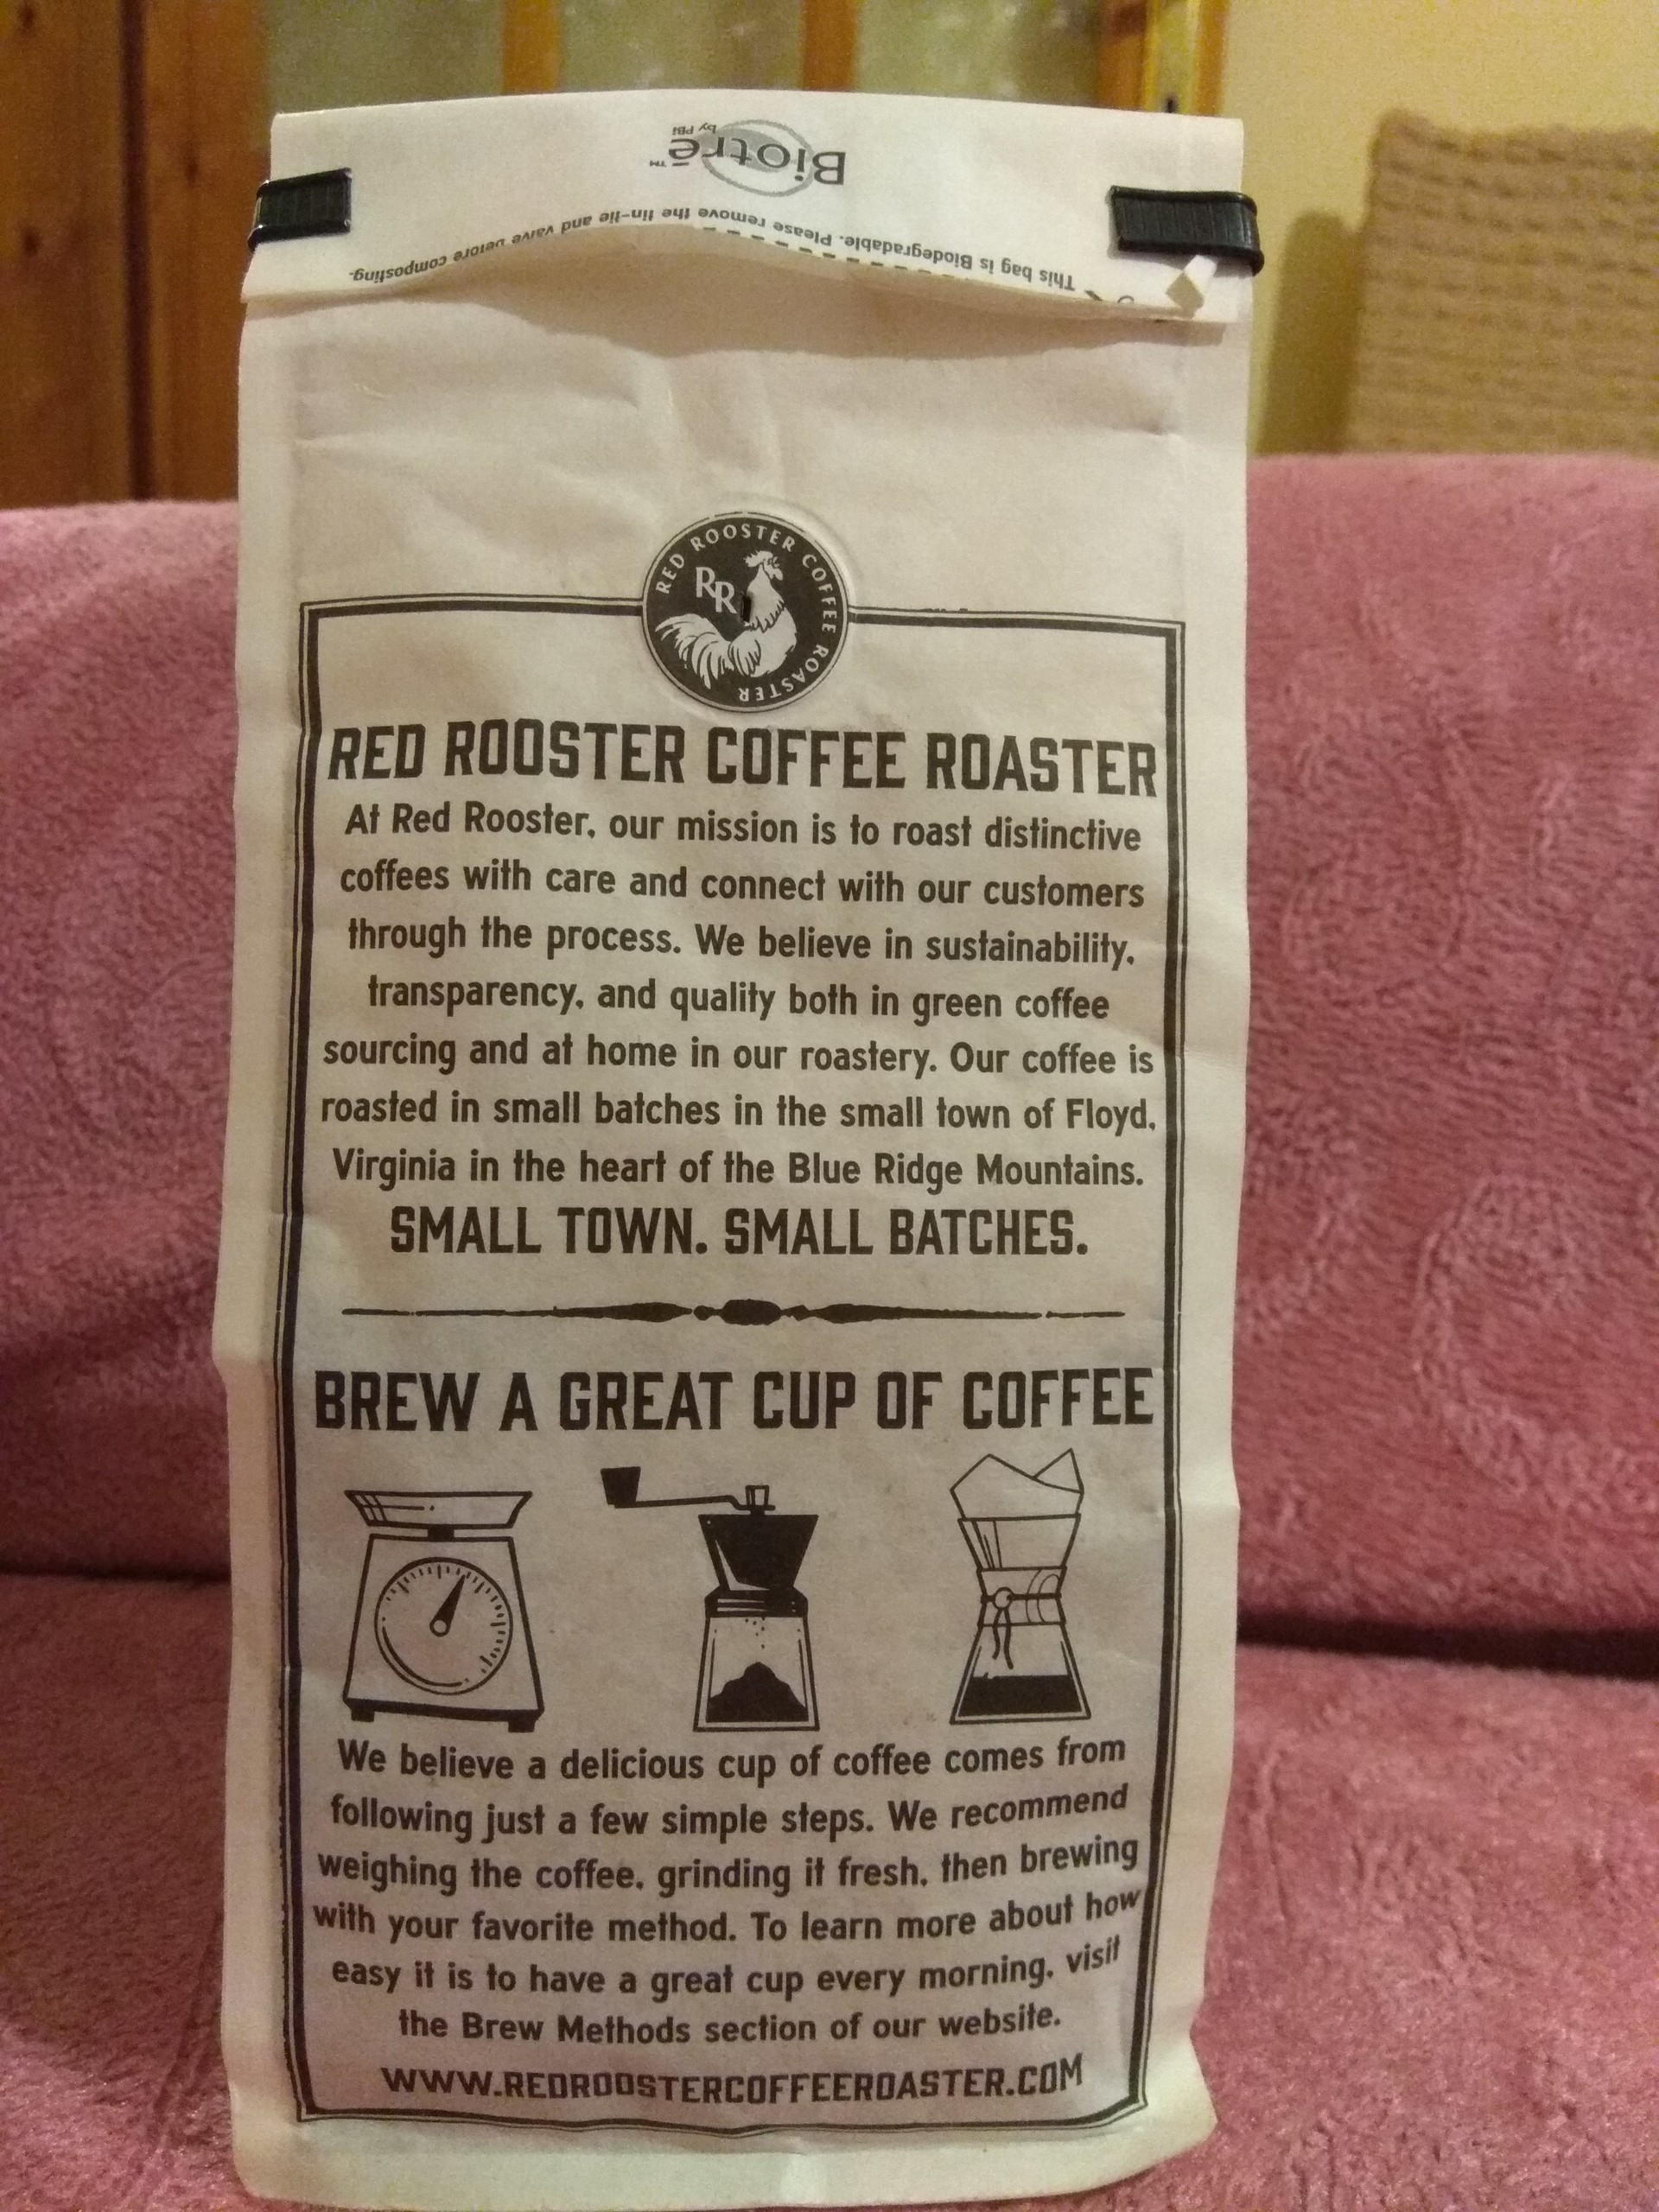 Biotrē™
by PBi
This bag is Biodegradable. Please remove the tin-tie and valve before composting.
RED ROOSTER COFFEE ROASTER
RR
RED ROOSTER COFFEE ROASTER
At Red Rooster, our mission is to roast distinctive
coffees with care and connect with our customers
through the process. We believe in sustainability,
transparency, and quality both in green coffee
sourcing and at home in our roastery. Our coffee is
roasted in small batches in the small town of Floyd,
Virginia in the heart of the Blue Ridge Mountains.
SMALL TOWN. SMALL BATCHES.
BREW A GREAT CUP OF COFFEE
We believe a delicious cup of coffee comes from
following just a few simple steps. We recommend
weighing the coffee, grinding it fresh, then brewing
with your favorite method. To learn more about how
easy it is to have a great cup every morning, visit
the Brew Methods section of our website.
WWW.REDROOSTERCOFFEEROASTER.COM